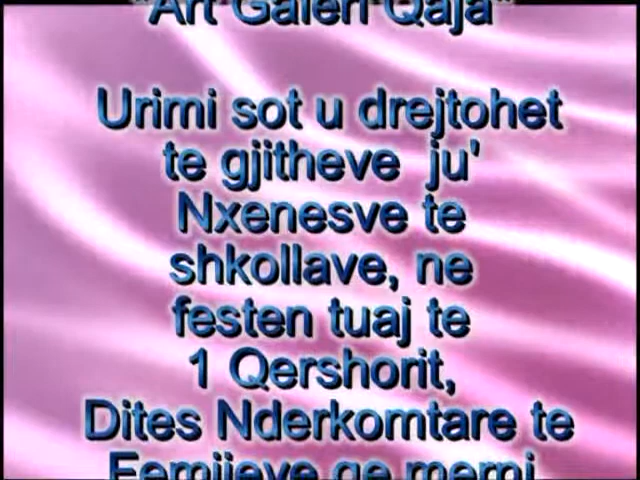 "Art Galeri Qaja"
Urimi sot u drejtohet
te gjitheve ju'
Nxenesve te
shkollave, ne
festen tuaj te
1 Qershorit,
Dites Nderkomtare te
Femijeve qe merrni